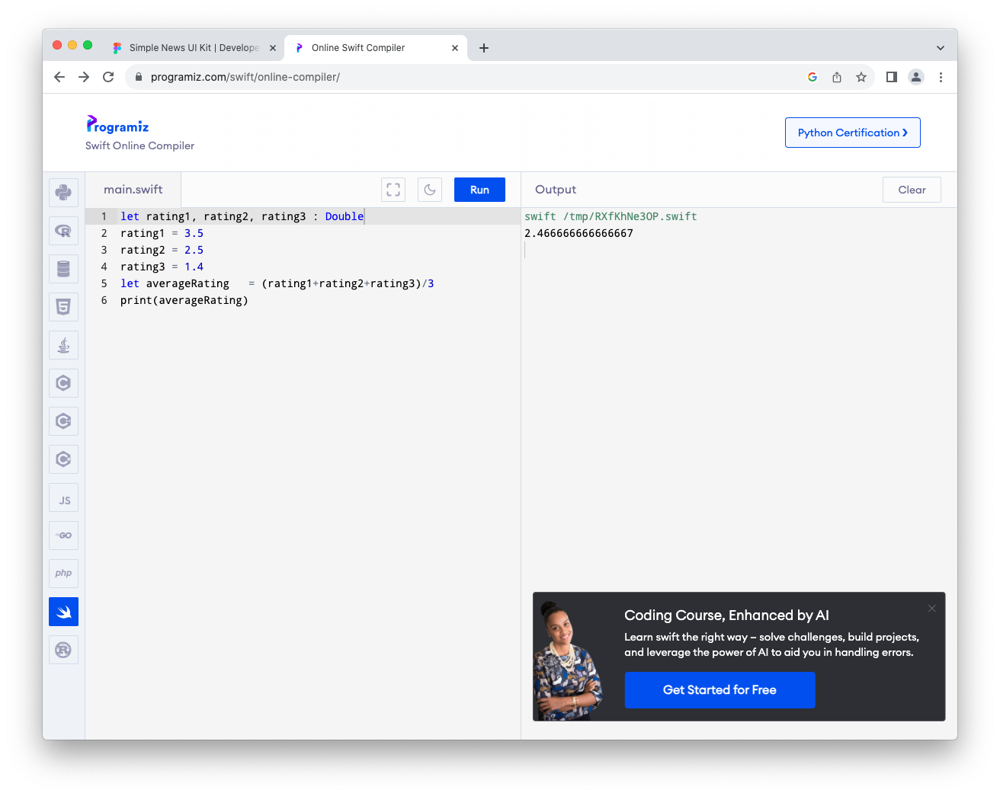 Simple News UI Kit | Develope
Online Swift Compiler
programiz.com/swift/online-compiler/
Programiz
Swift Online Compiler
Python Certification ❯
main.swift
Run
Output
Clear
1 let rating1, rating2, rating3 : Double
2 rating1 = 3.5
3 rating2 = 2.5
4 rating3 = 1.4
5 let averageRating   = (rating1+rating2+rating3)/3
6 print(averageRating)
swift /tmp/RXfKhNe3OP.swift
2.466666666666667
JS
GO
php
Coding Course, Enhanced by AI
Learn swift the right way – solve challenges, build projects,
and leverage the power of AI to aid you in handling errors.
Get Started for Free